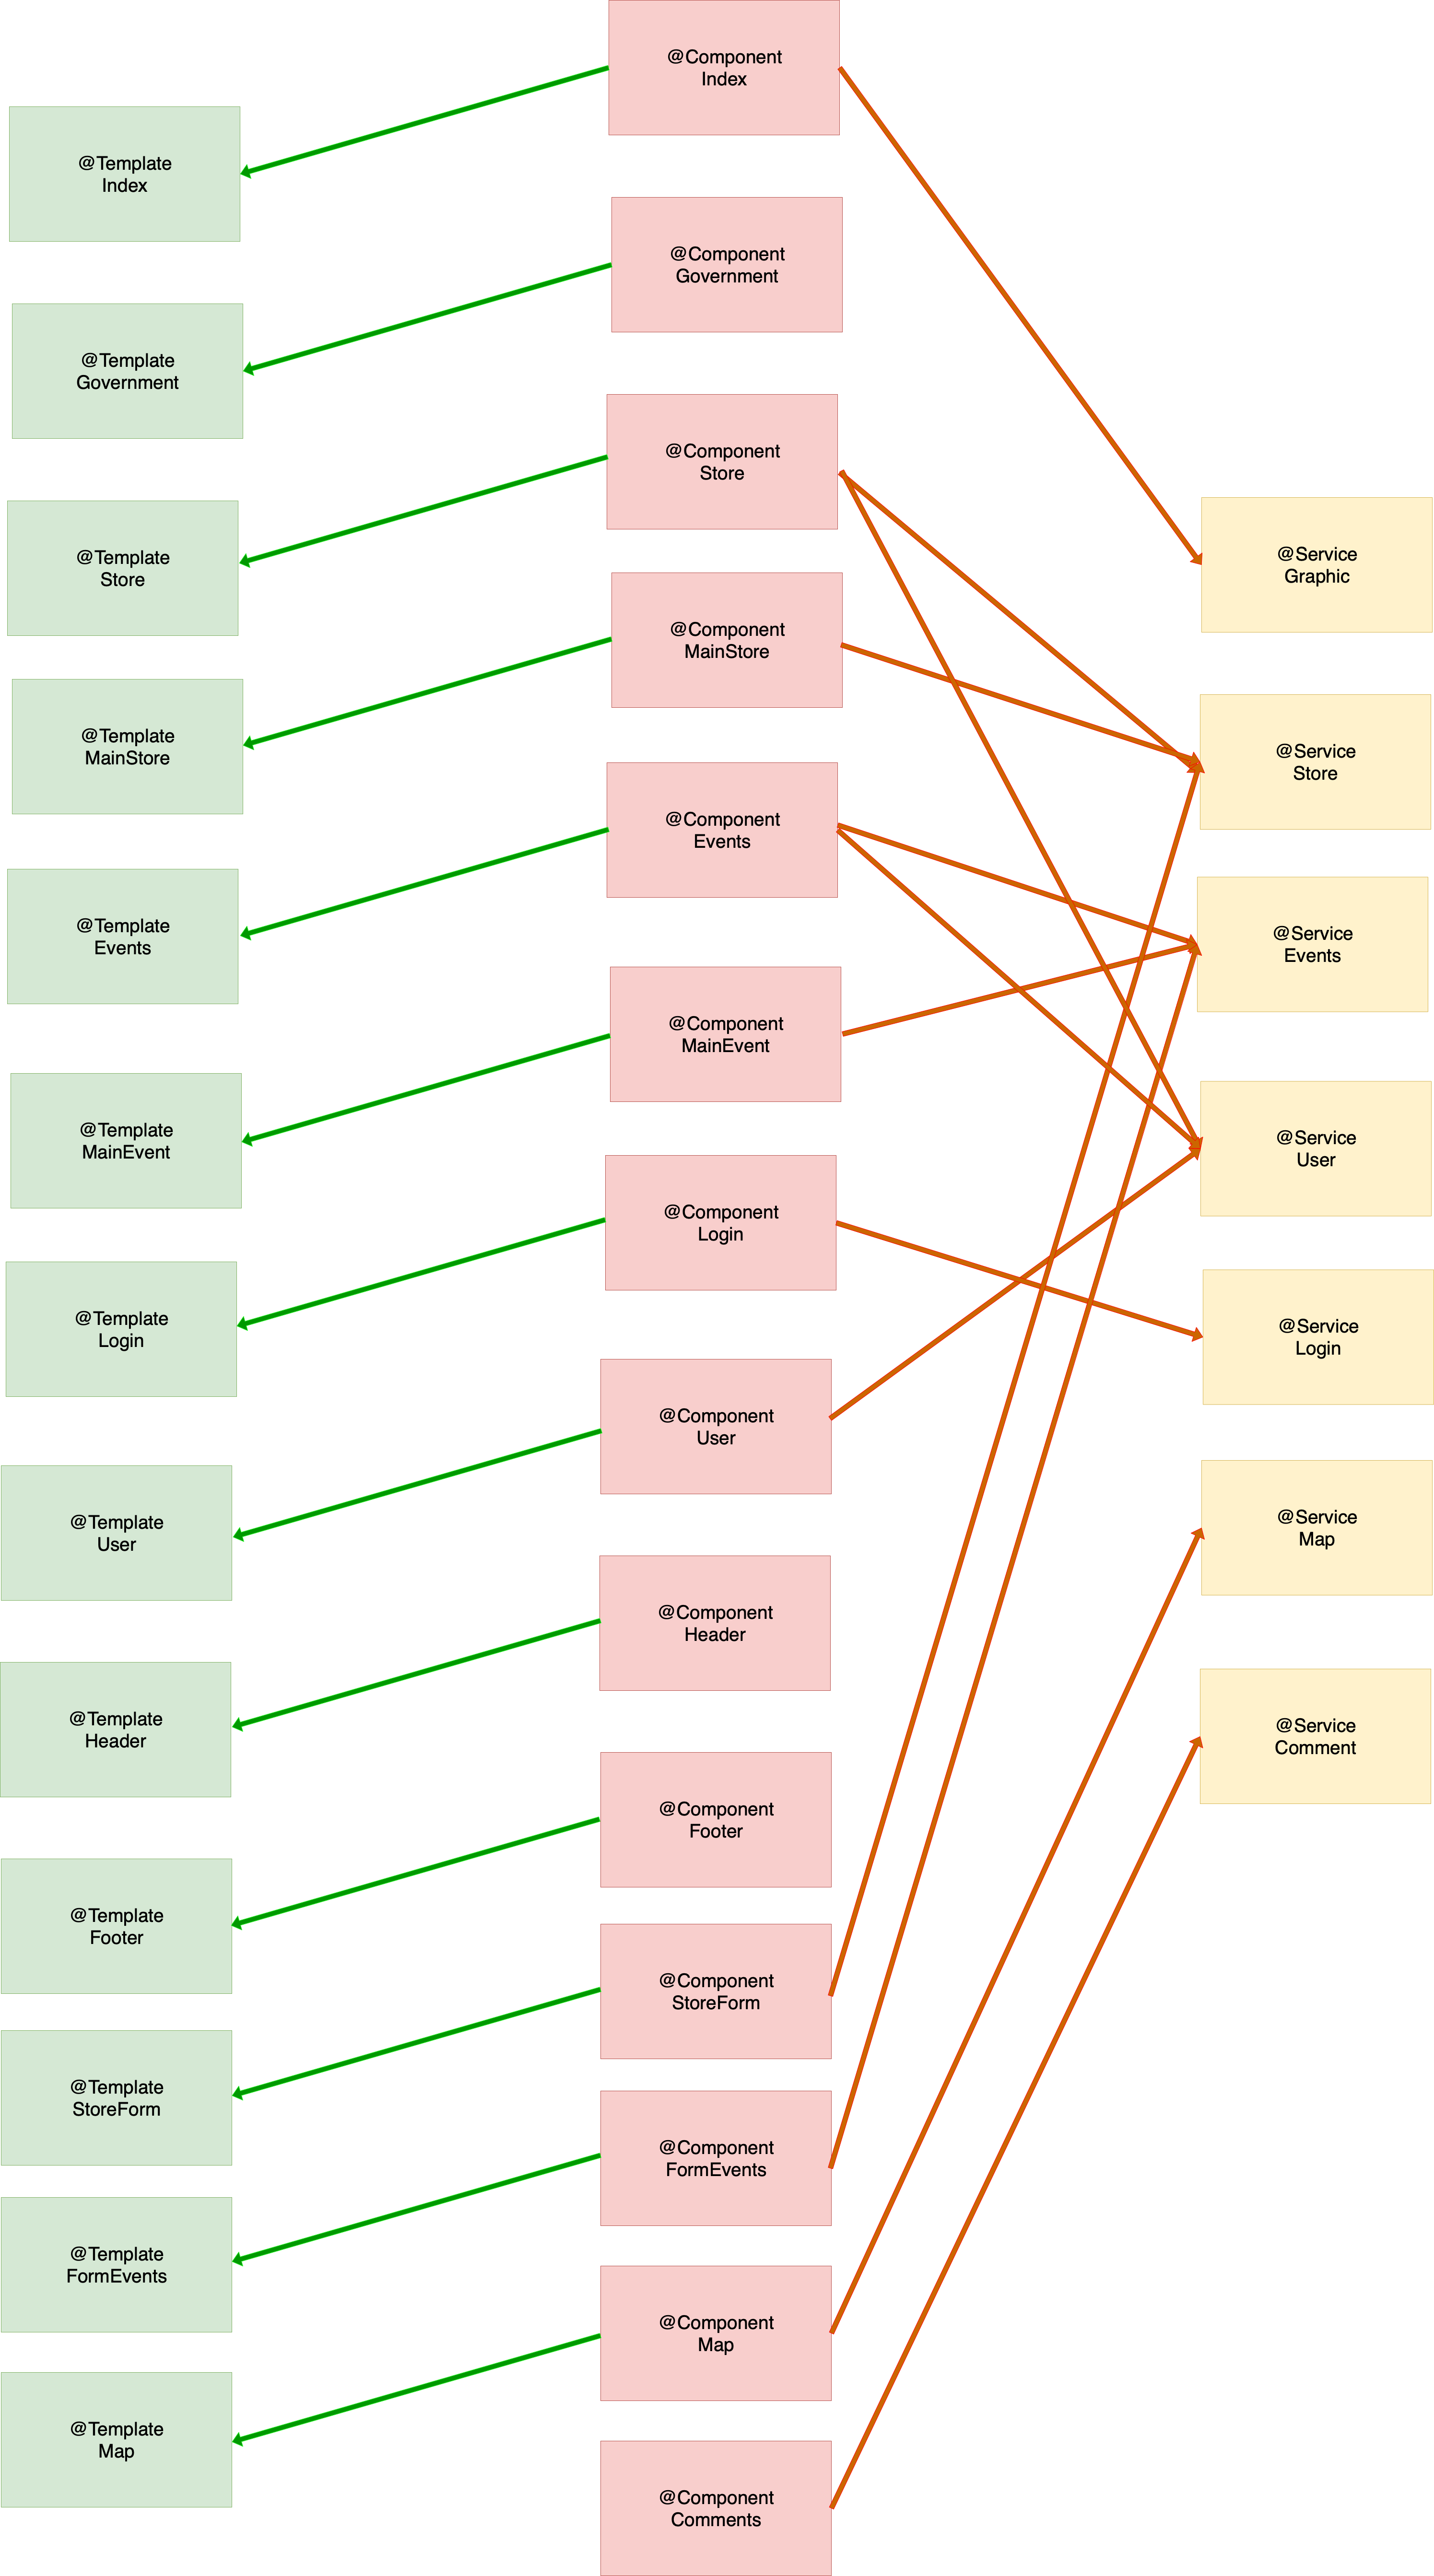 @Component
Index
@Template
Index
@Component
Government
@Template
Government
@Component
Store
@Template
Store
@Service
Graphic
@Component
MainStore
@Template
MainStore
@Service
Store
@Component
Events
@Template
Events
@Service
Events
@Component
MainEvent
@Template
MainEvent
@Service
User
@Component
Login
@Template
Login
@Service
Login
@Component
User
@Template
User
@Service
Map
@Component
Header
@Template
Header
@Service
Comment
@Component
Footer
@Template
Footer
@Component
StoreForm
@Template
StoreForm
@Component
FormEvents
@Template
FormEvents
@Component
Map
@Template
Map
@Component
Comments